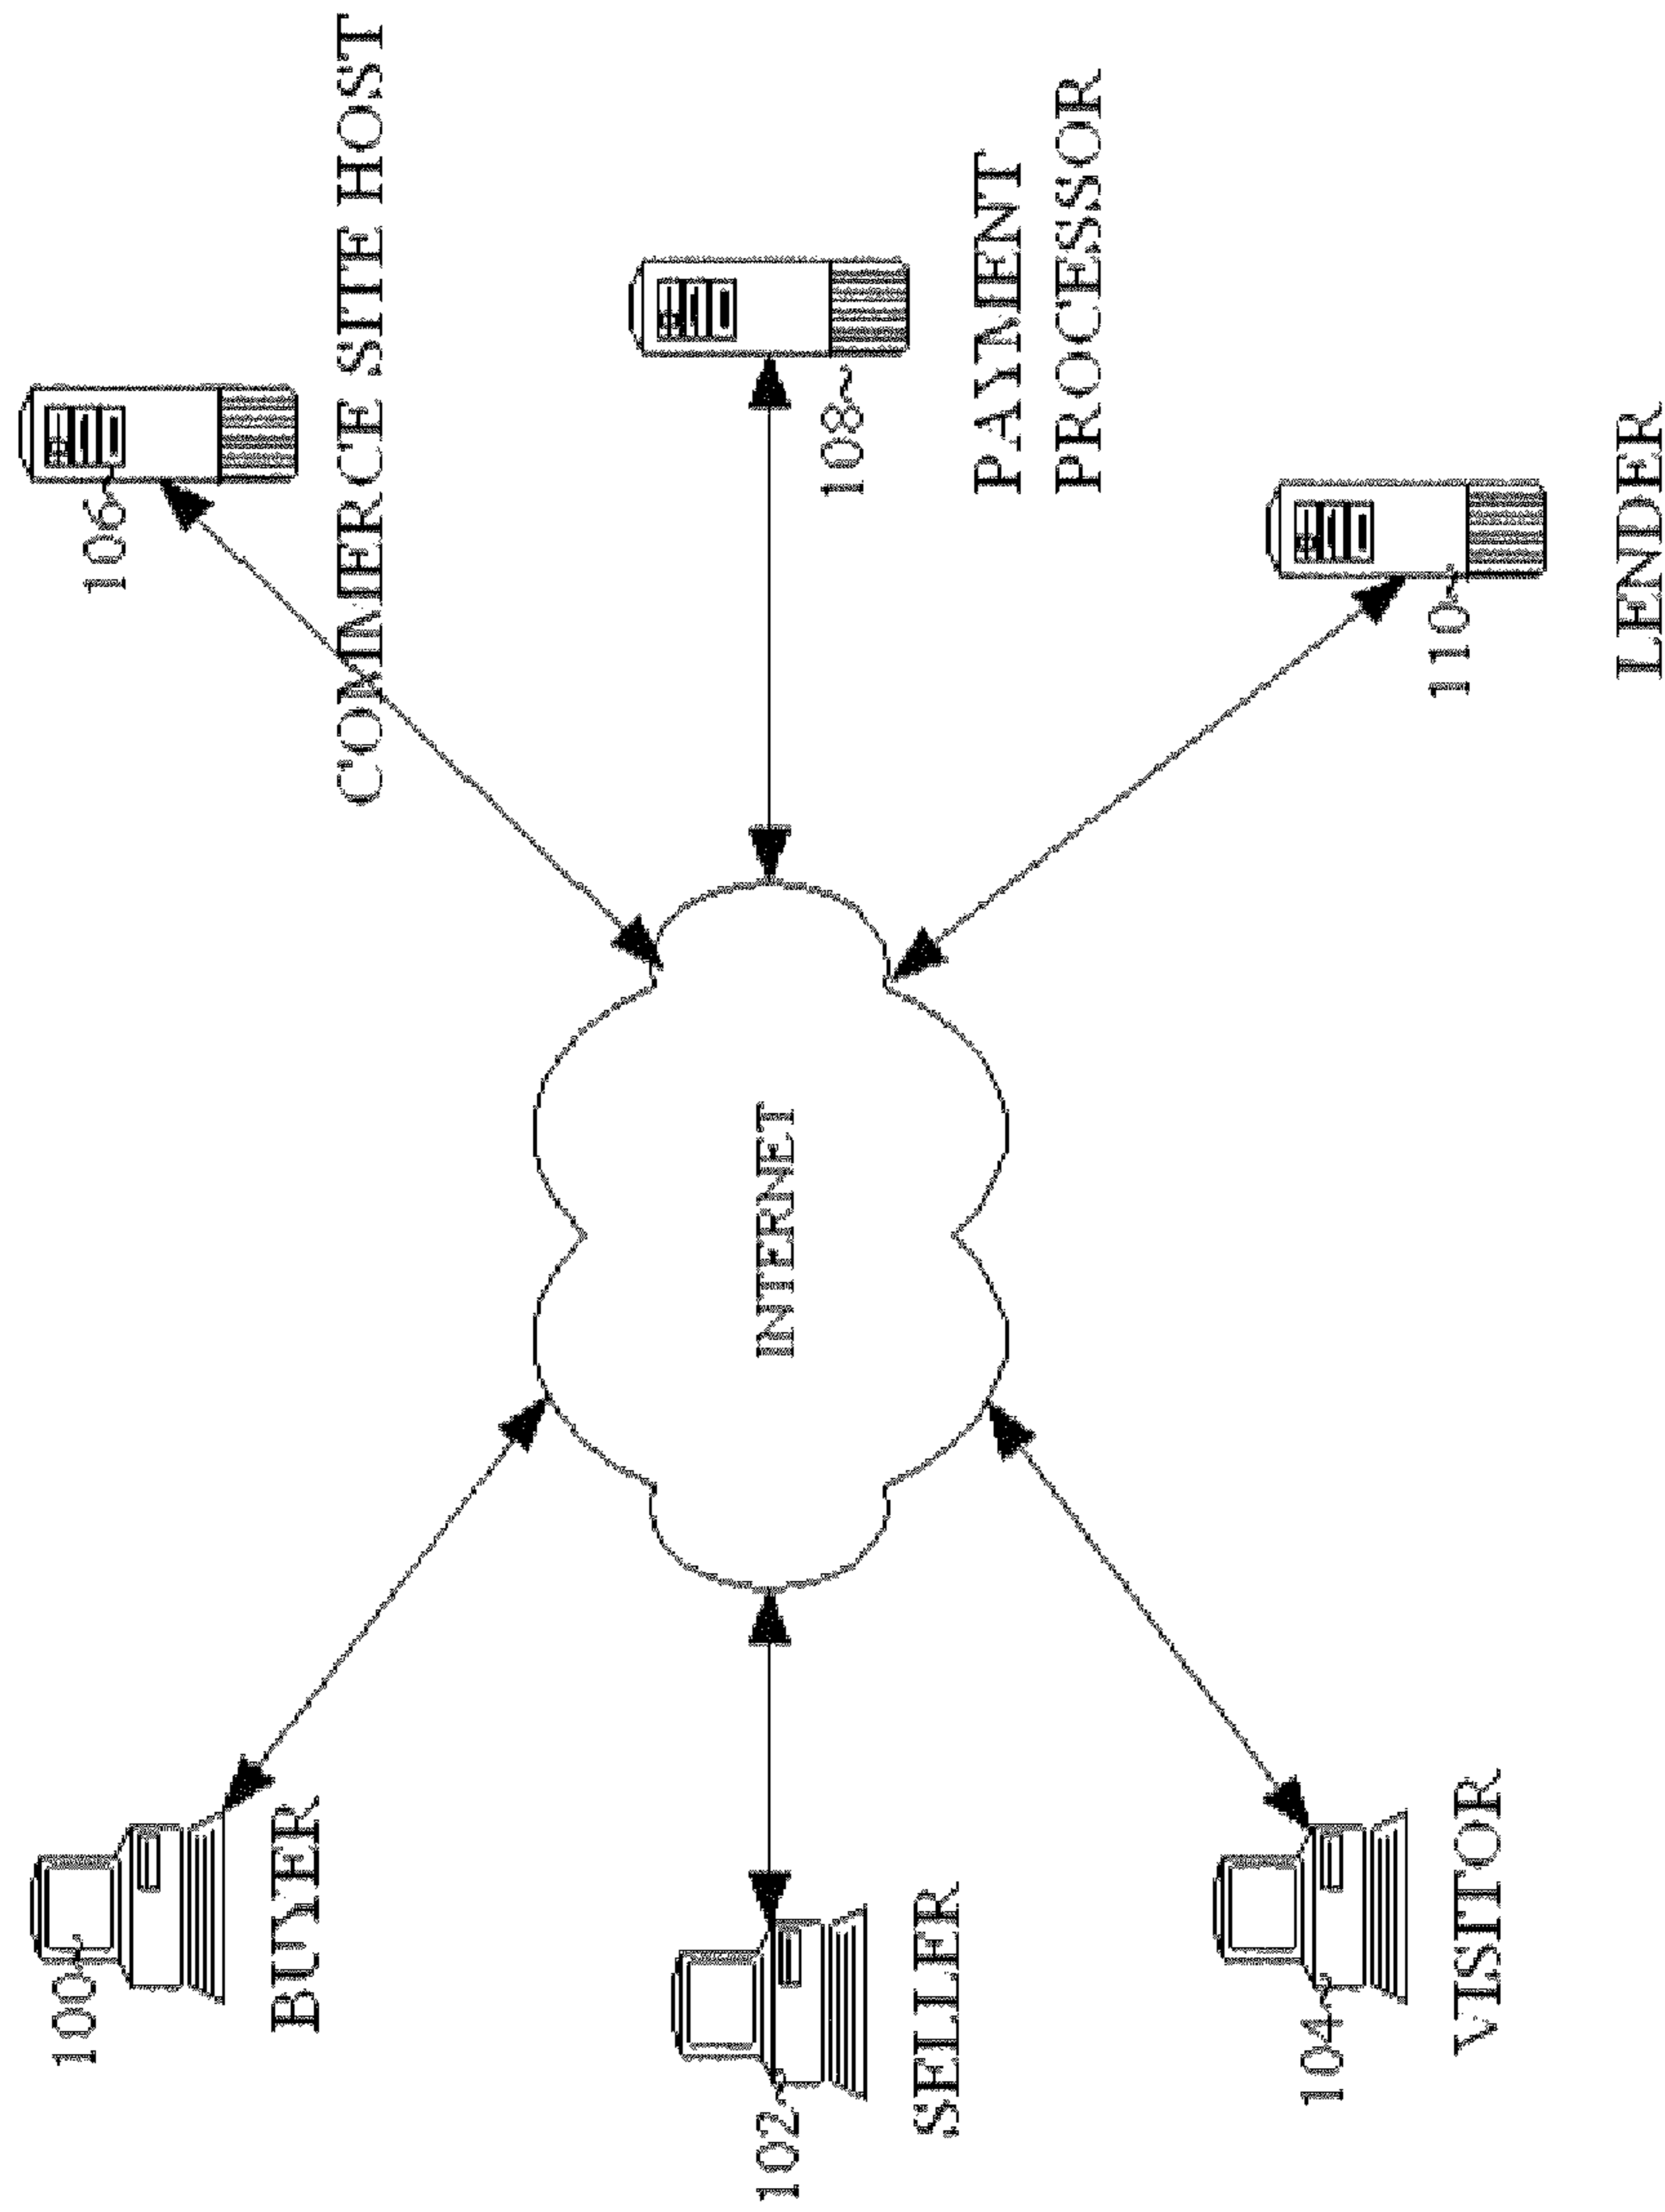 100
BUYER
106
COMMERCE SITE HOST
102
SELLER
INTERNET
108
PAYMENT
PROCESSOR
104
VISITOR
110
LENDER